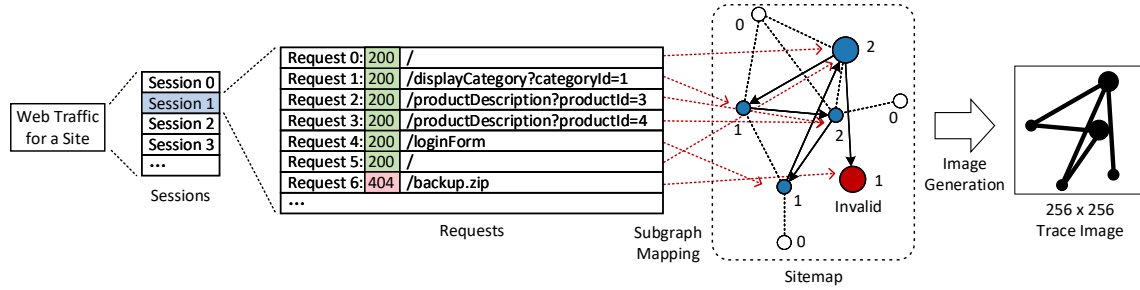 Web Traffic
for a Site
Session 0
Session 1
Session 2
Session 3
...
Sessions
Request 0: 200 /
Request 1: 200 /displayCategory?categoryId=1
Request 2: 200 /productDescription?productId=3
Request 3: 200 /productDescription?productId=4
Request 4: 200 /loginForm
Request 5: 200 /
Request 6: 404 /backup.zip
...
Requests
Subgraph
Mapping
0
2
1
2
0
1
1
Invalid
0
Sitemap
Image
Generation
256 x 256
Trace Image